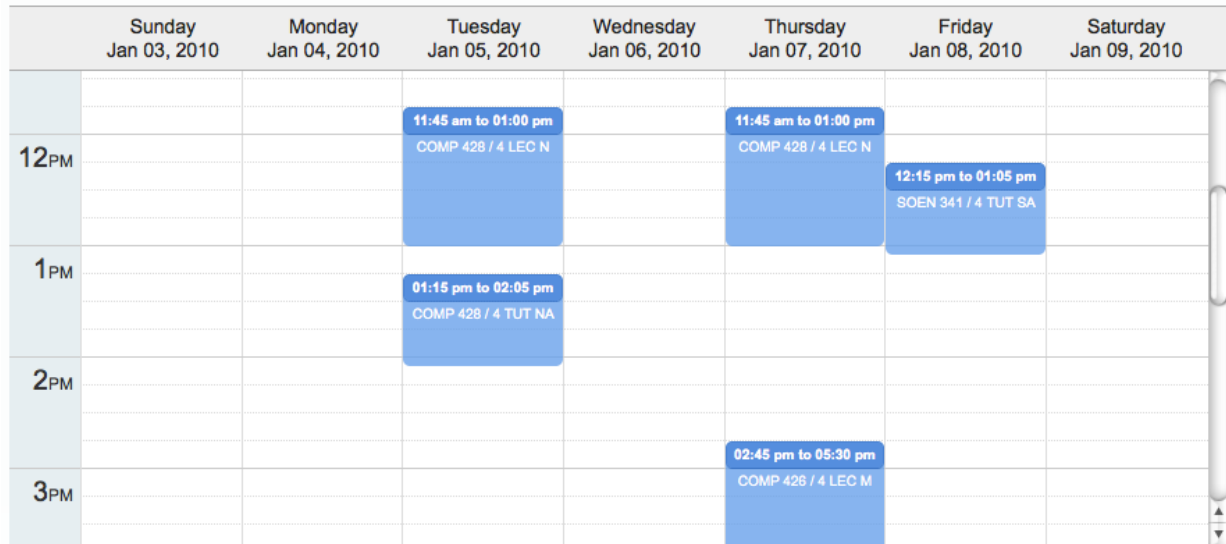 Sunday Monday Tuesday Wednesday Thursday Friday Saturday
Jan 03, 2010 Jan 04, 2010 Jan 05, 2010 Jan 06, 2010 Jan 07, 2010 Jan 08, 2010 Jan 09, 2010
11:45 am to 01:00 pm 11:45 am to 01:00 pm
12PM COMP 428 / 4 LEC N COMP 428 / 4 LEC N
12:15 pm to 01:05 pm
SOEN 341 / 4 TUT SA
1PM
01:15 pm to 02:05 pm
COMP 428 / 4 TUT NA
2PM
02:45 pm to 05:30 pm
COMP 426 / 4 LEC M
3PM